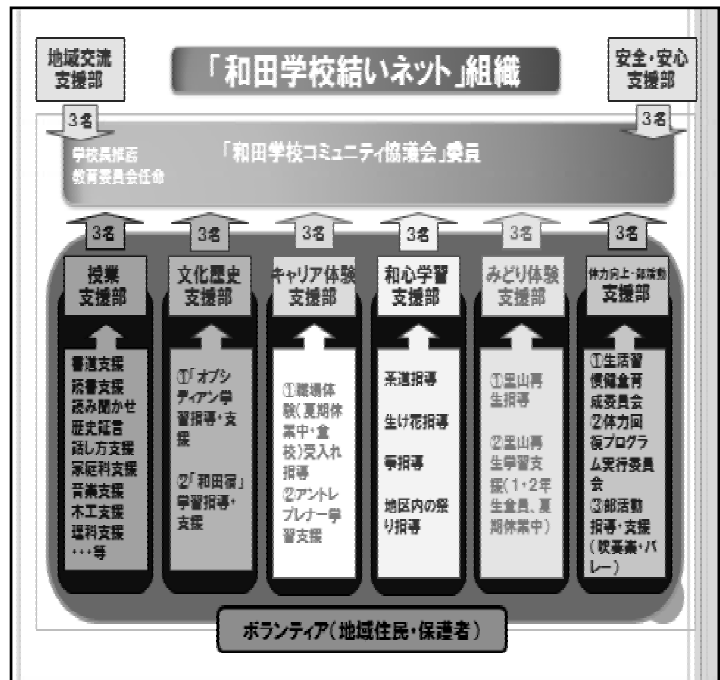 地域交流
支援部
「和田学校結いネット」組織
安全・安心
支援部
3名
3名
学校長推薦
教育委員会任命
「和田学校コミュニティ協議会」委員
3名
3名
3名
3名
3名
3名
授業
支援部
文化歴史
支援部
キャリア体験
支援部
和心学習
支援部
みどり体験
支援部
体力向上・部活動
支援部
書道支援
読書支援
読み聞かせ
歴史証言
話し方支援
家庭科支援
音楽支援
木工支援
理科支援
・・・等
①「オブシ
ディアン学
習指導・支
援
②「和田宿」
学習指導・
支援
①職場体
験(夏期休
業中・登
校)受入れ
指導
②アントレ
プレナー学
習支援
茶道指導
生け花指導
箏指導
地区内の祭
り指導
①里山再
生指導
②里山再
生学習支
援(1・2年
生全員、夏
期休業中)
①生活習
慣健全育
成委員会
②体力回
復プログラ
ム実行委員
会
③部活動
指導・支援
(吹奏楽・バ
レー)
ボランティア(地域住民・保護者)